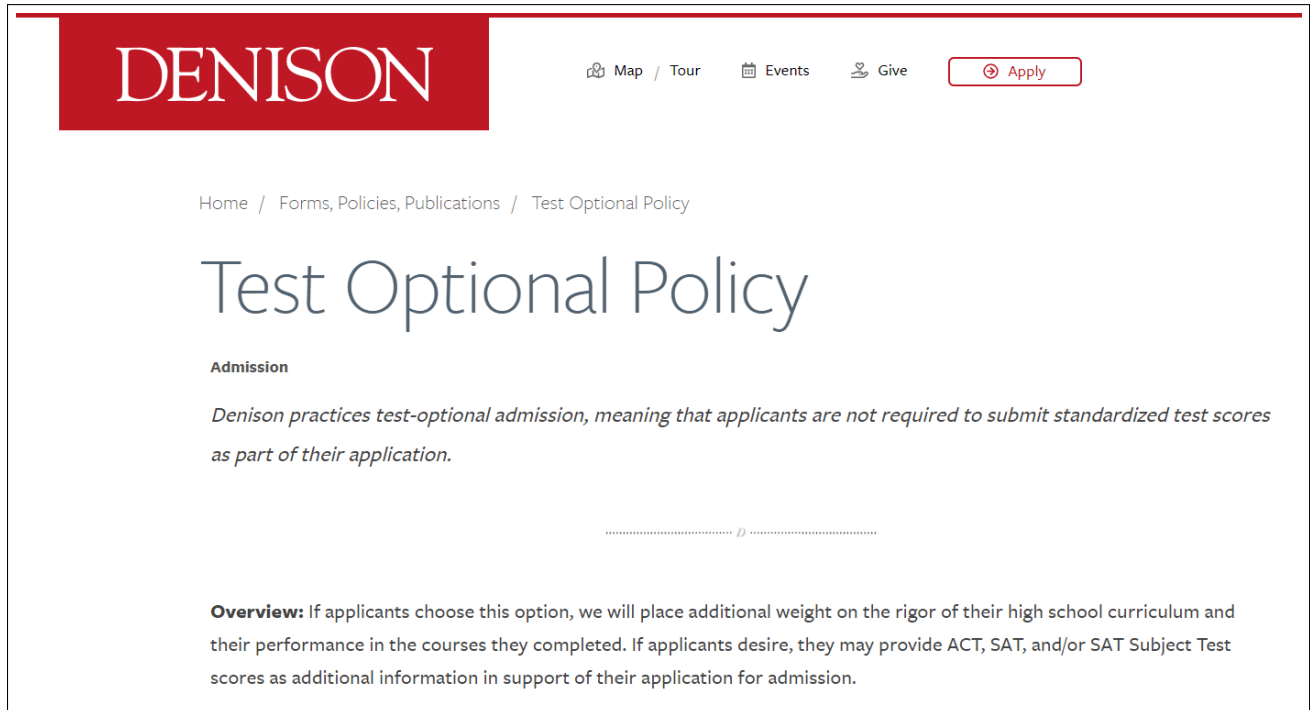 DENISON
Map / Tour Events Give Apply
Home / Forms, Policies, Publications / Test Optional Policy
Test Optional Policy
Admission
Denison practices test-optional admission, meaning that applicants are not required to submit standardized test scores
as part of their application.
D
Overview: If applicants choose this option, we will place additional weight on the rigor of their high school curriculum and
their performance in the courses they completed. If applicants desire, they may provide ACT, SAT, and/or SAT Subject Test
scores as additional information in support of their application for admission.